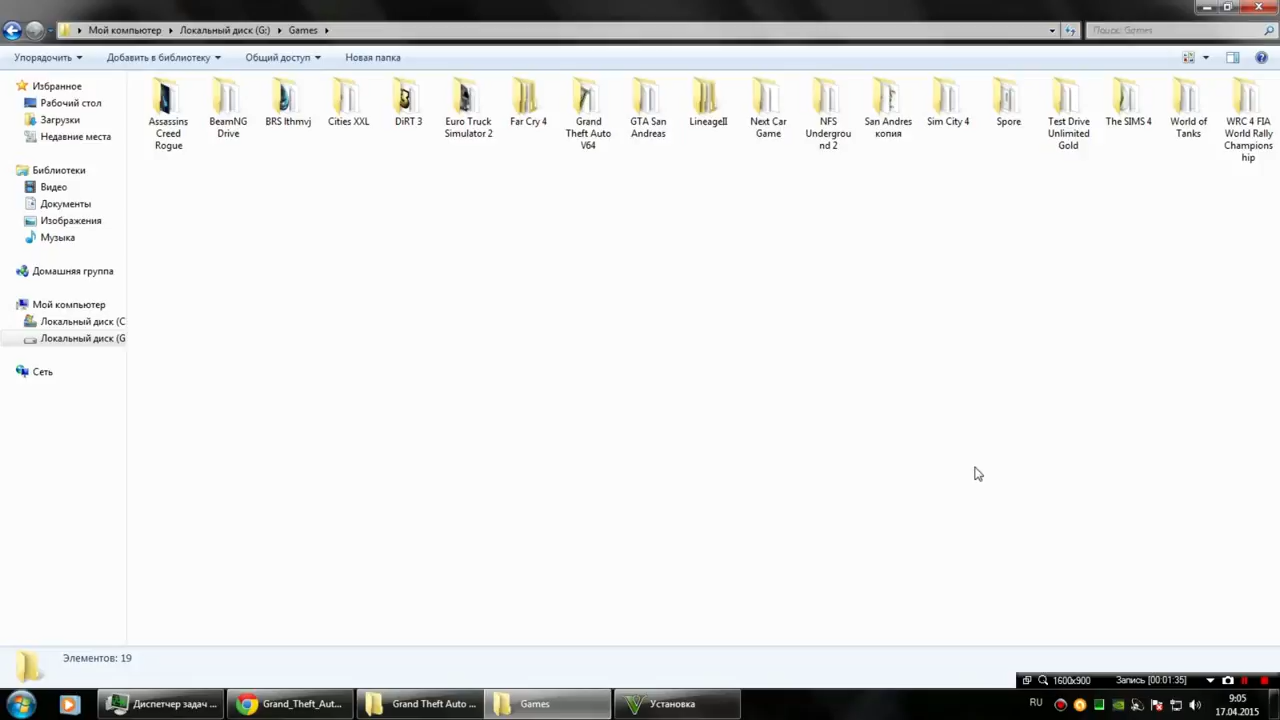 Мой компьютер
Локальный диск (G:)
Games
Поиск: Games
Упорядочить
Добавить в библиотеку
Общий доступ
Новая папка
Избранное
Рабочий стол
Загрузки
Недавние места
Библиотеки
Видео
Документы
Изображения
Музыка
Домашняя группа
Мой компьютер
Локальный диск (C
Локальный диск (G
Сеть
Assassins
Creed
Rogue
BeamNG
Drive
BRS lthmvj
Cities XXL
DiRT 3
Euro Truck
Simulator 2
Far Cry 4
Grand
Theft Auto
V64
GTA San
Andreas
LineageII
Next Car
Game
NFS
Undergroun
d 2
San Andres
копия
Sim City 4
Spore
Test Drive
Unlimited
Gold
The SIMS 4
World of
Tanks
WRC 4 FIA
World Rally
Champions
hip
Элементов: 19
1600x900
Запись [00:01:35]
Диспетчер задач ...
Grand_Theft_Aut...
Grand Theft Auto ...
Games
Установка
RU
9:05
17.04.2015